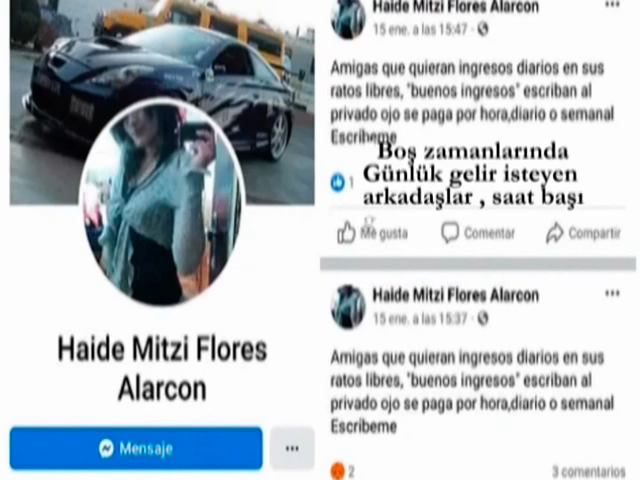 Haide Mitzi Flores
Alarcon
Mensaje
Haide Mitzi Flores Alarcon
15 ene. a las 15:47
Amigas que quieran ingresos diarios en sus
ratos libres, "buenos ingresos" escriban al
privado ojo se paga por hora,diario o semanal
Escribeme
1
Boş zamanlarında
Günlük gelir isteyen
arkadaşlar , saat başı
Me gusta
Comentar
Compartir
Haide Mitzi Flores Alarcon
15 ene. a las 15:37
Amigas que quieran ingresos diarios en sus
ratos libres, "buenos ingresos" escriban al
privado ojo se paga por hora,diario o semanal
Escribeme
2
3 comentarios